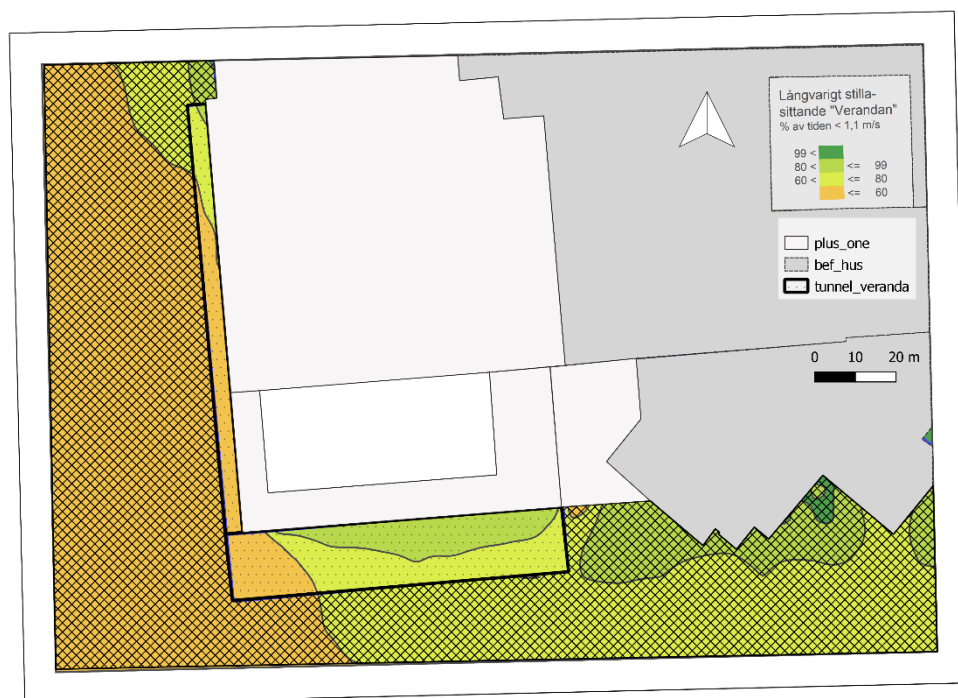 Långvarigt stilla-
sittande "Verandan"
% av tiden < 1,1 m/s
99 <
80 < <= 99
60 < <= 80
<= 60
plus_one
bef_hus
tunnel_veranda
0 10 20 m